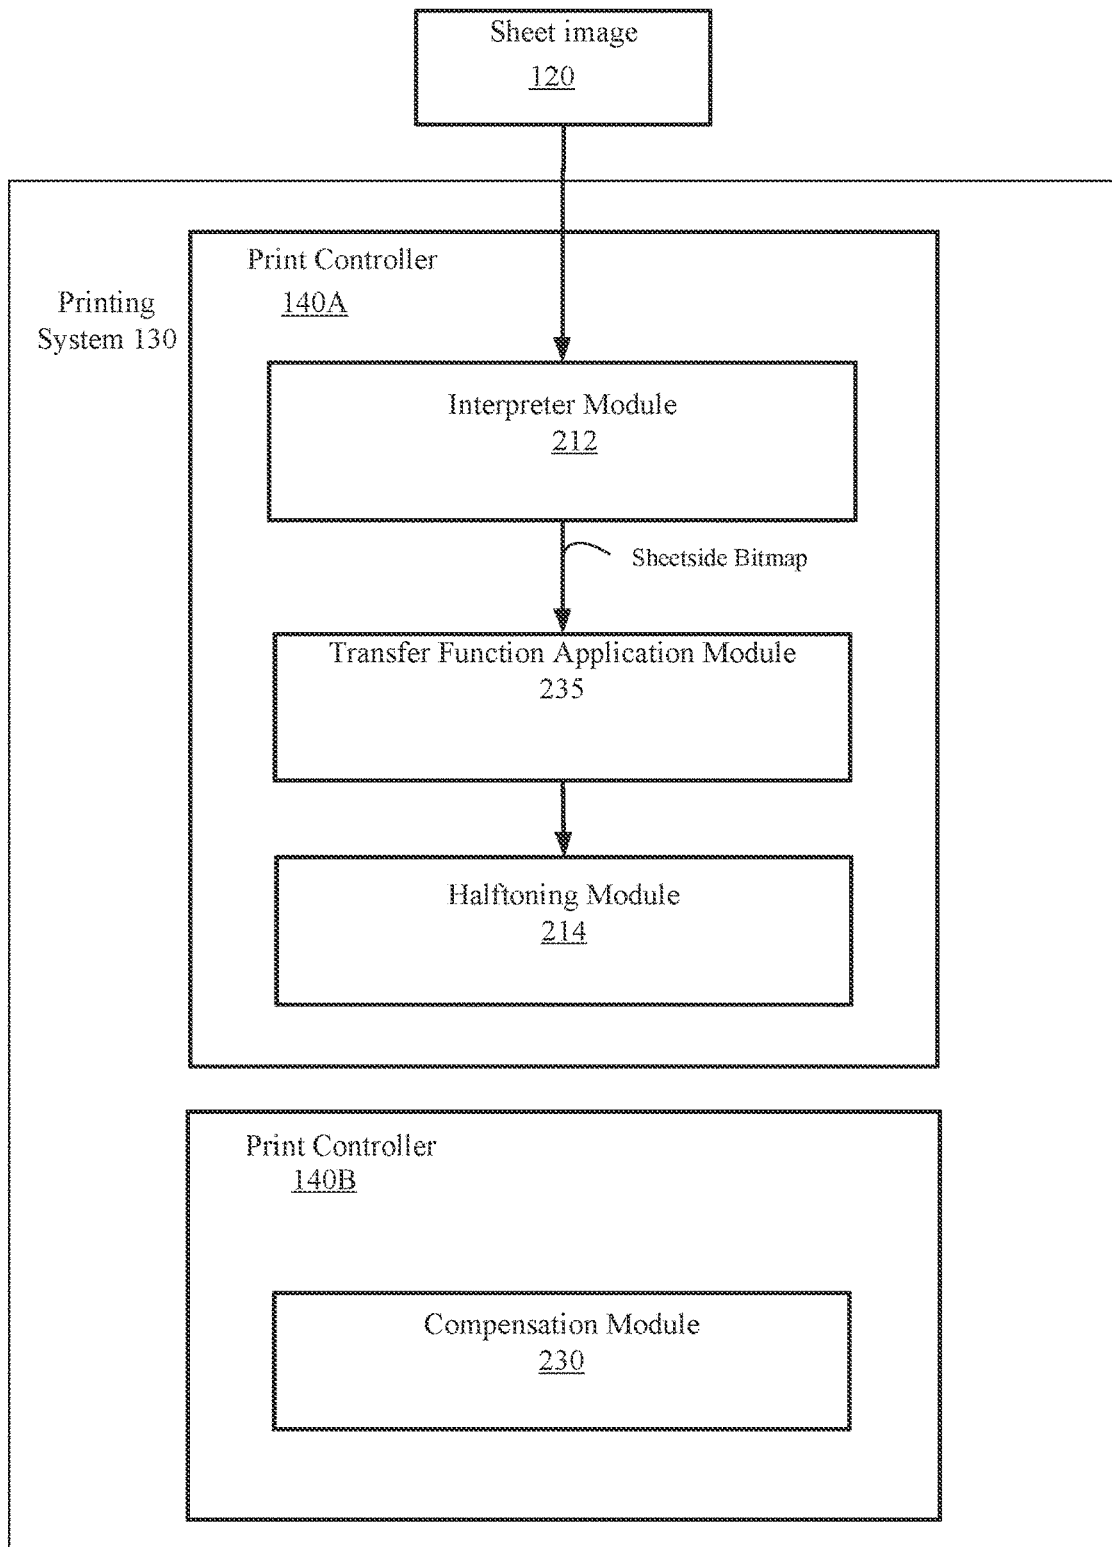 Sheet image
120
Print Controller
140A
Printing
System 130
Interpreter Module
212
Sheetside Bitmap
Transfer Function Application Module
235
Halftoning Module
214
Print Controller
140B
Compensation Module
230